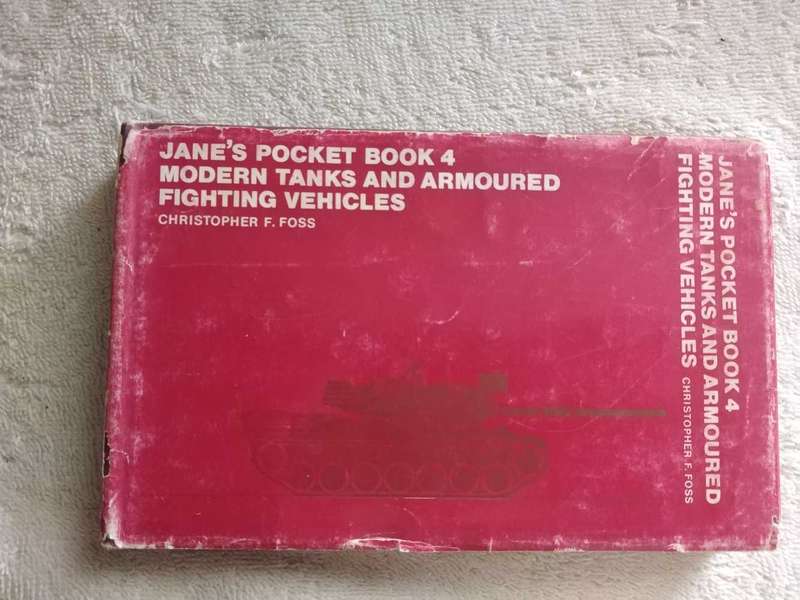 JANE'S POCKET BOOK 4
MODERN TANKS AND ARMOURED
FIGHTING VEHICLES
CHRISTOPHER F. FOSS
JANE'S POCKET BOOK 4
MODERN TANKS AND ARMOURED
FIGHTING VEHICLES CHRISTOPHER F. FOSS